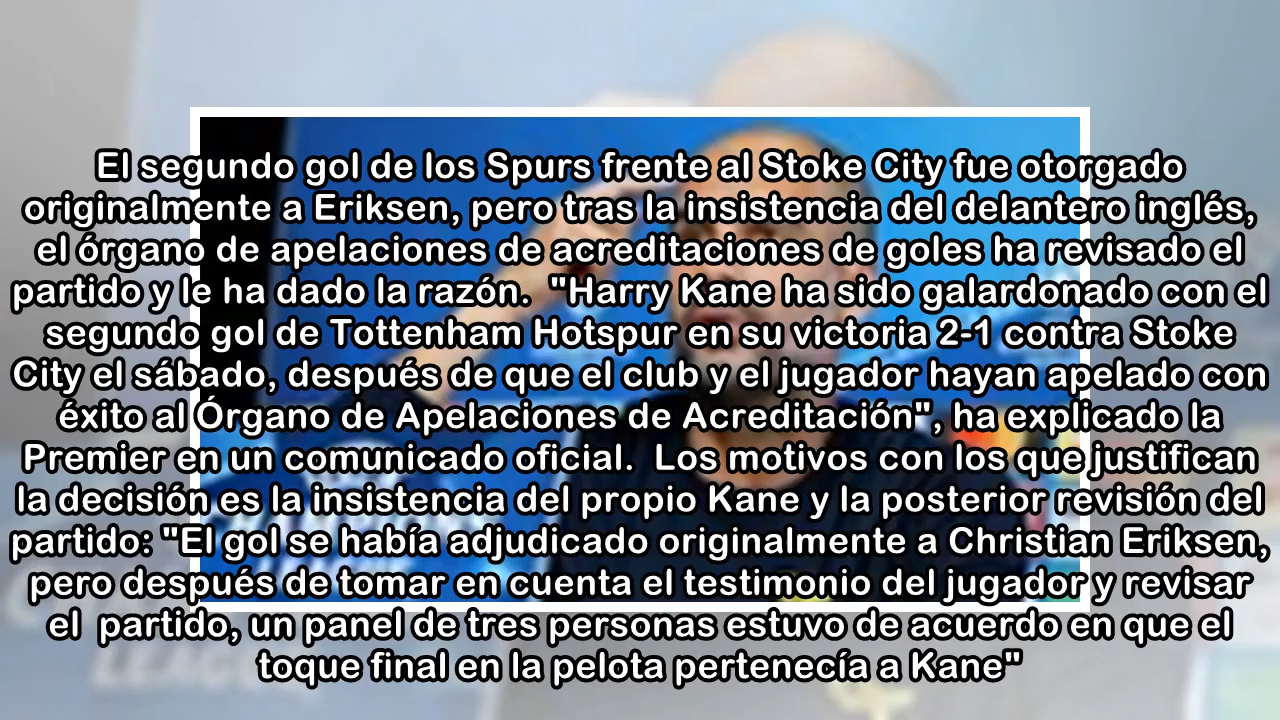 El segundo gol de los Spurs frente al Stoke City fue otorgado
originalmente a Eriksen, pero tras la insistencia del delantero inglés,
el órgano de apelaciones de acreditaciones de goles ha revisado el
partido y le ha dado la razón.  "Harry Kane ha sido galardonado con el
segundo gol de Tottenham Hotspur en su victoria 2-1 contra Stoke
City el sábado, después de que el club y el jugador hayan apelado con
éxito al Órgano de Apelaciones de Acreditación", ha explicado la
Premier en un comunicado oficial.  Los motivos con los que justifican
la decisión es la insistencia del propio Kane y la posterior revisión del
partido: "El gol se había adjudicado originalmente a Christian Eriksen,
pero después de tomar en cuenta el testimonio del jugador y revisar
el  partido, un panel de tres personas estuvo de acuerdo en que el
toque final en la pelota pertenecía a Kane"